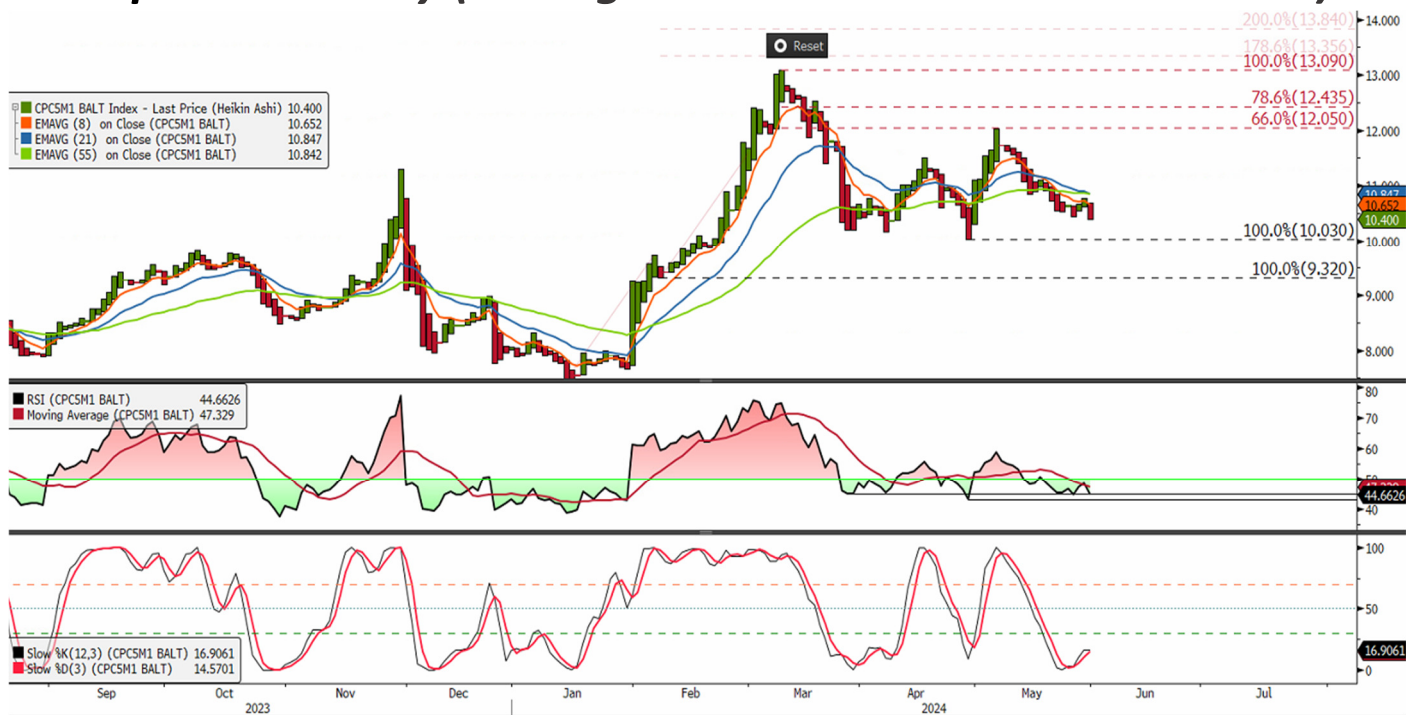 200.0%(13.840)
Reset
178.6%(13.356)
100.0%(13.090)
78.6%(12.435)
66.0%(12.050)
100.0%(10.030)
100.0%(9.320)
14.000
13.000
12.000
11.000
10.847
10.652
10.400
10.000
9.000
8.000
CPC5M1 BALT Index - Last Price (Heikin Ashi) 10.400
EMAVG (8) on Close (CPC5M1 BALT) 10.652
EMAVG (21) on Close (CPC5M1 BALT) 10.847
EMAVG (55) on Close (CPC5M1 BALT) 10.842
RSI (CPC5M1 BALT) 44.6626
Moving Average (CPC5M1 BALT) 47.329
80
70
60
50
44.6626
40
Slow %K(12,3) (CPC5M1 BALT) 16.9061
Slow %D(3) (CPC5M1 BALT) 14.5701
100
50
16.9061
0
Sep Oct Nov Dec Jan Feb Mar Apr May Jun Jul
2023 2024